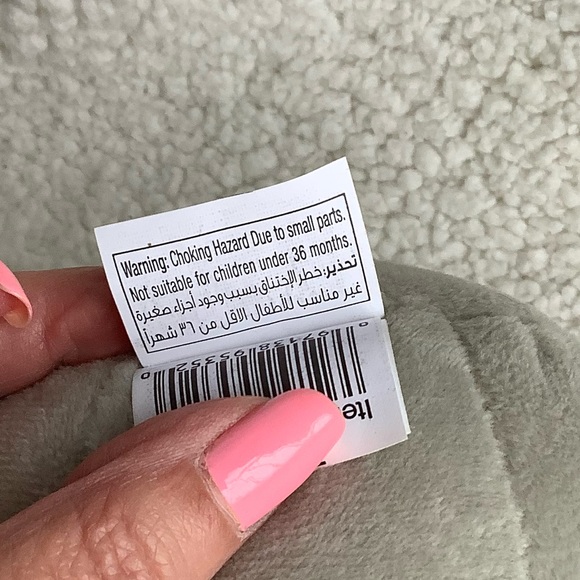 Warning: Choking Hazard Due to small parts.
Not suitable for children under 36 months.
تحذير: خطر الإختناق بسبب وجود أجزاء صغيرة
غير مناسب للأطفال الاقل من ٣٦ شهراً